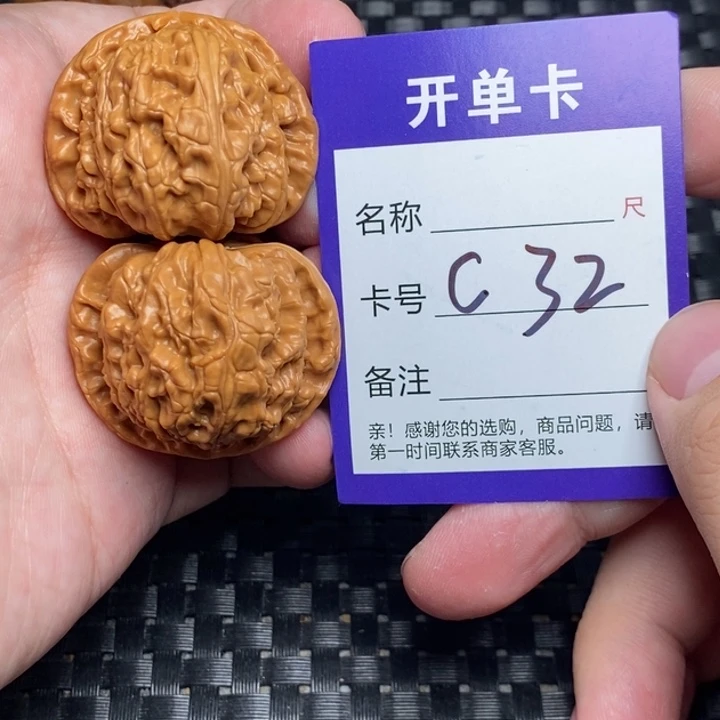 开单卡
名称 尺
卡号 C 32
备注
亲！感谢您的选购，商品问题，请
第一时间联系商家客服。